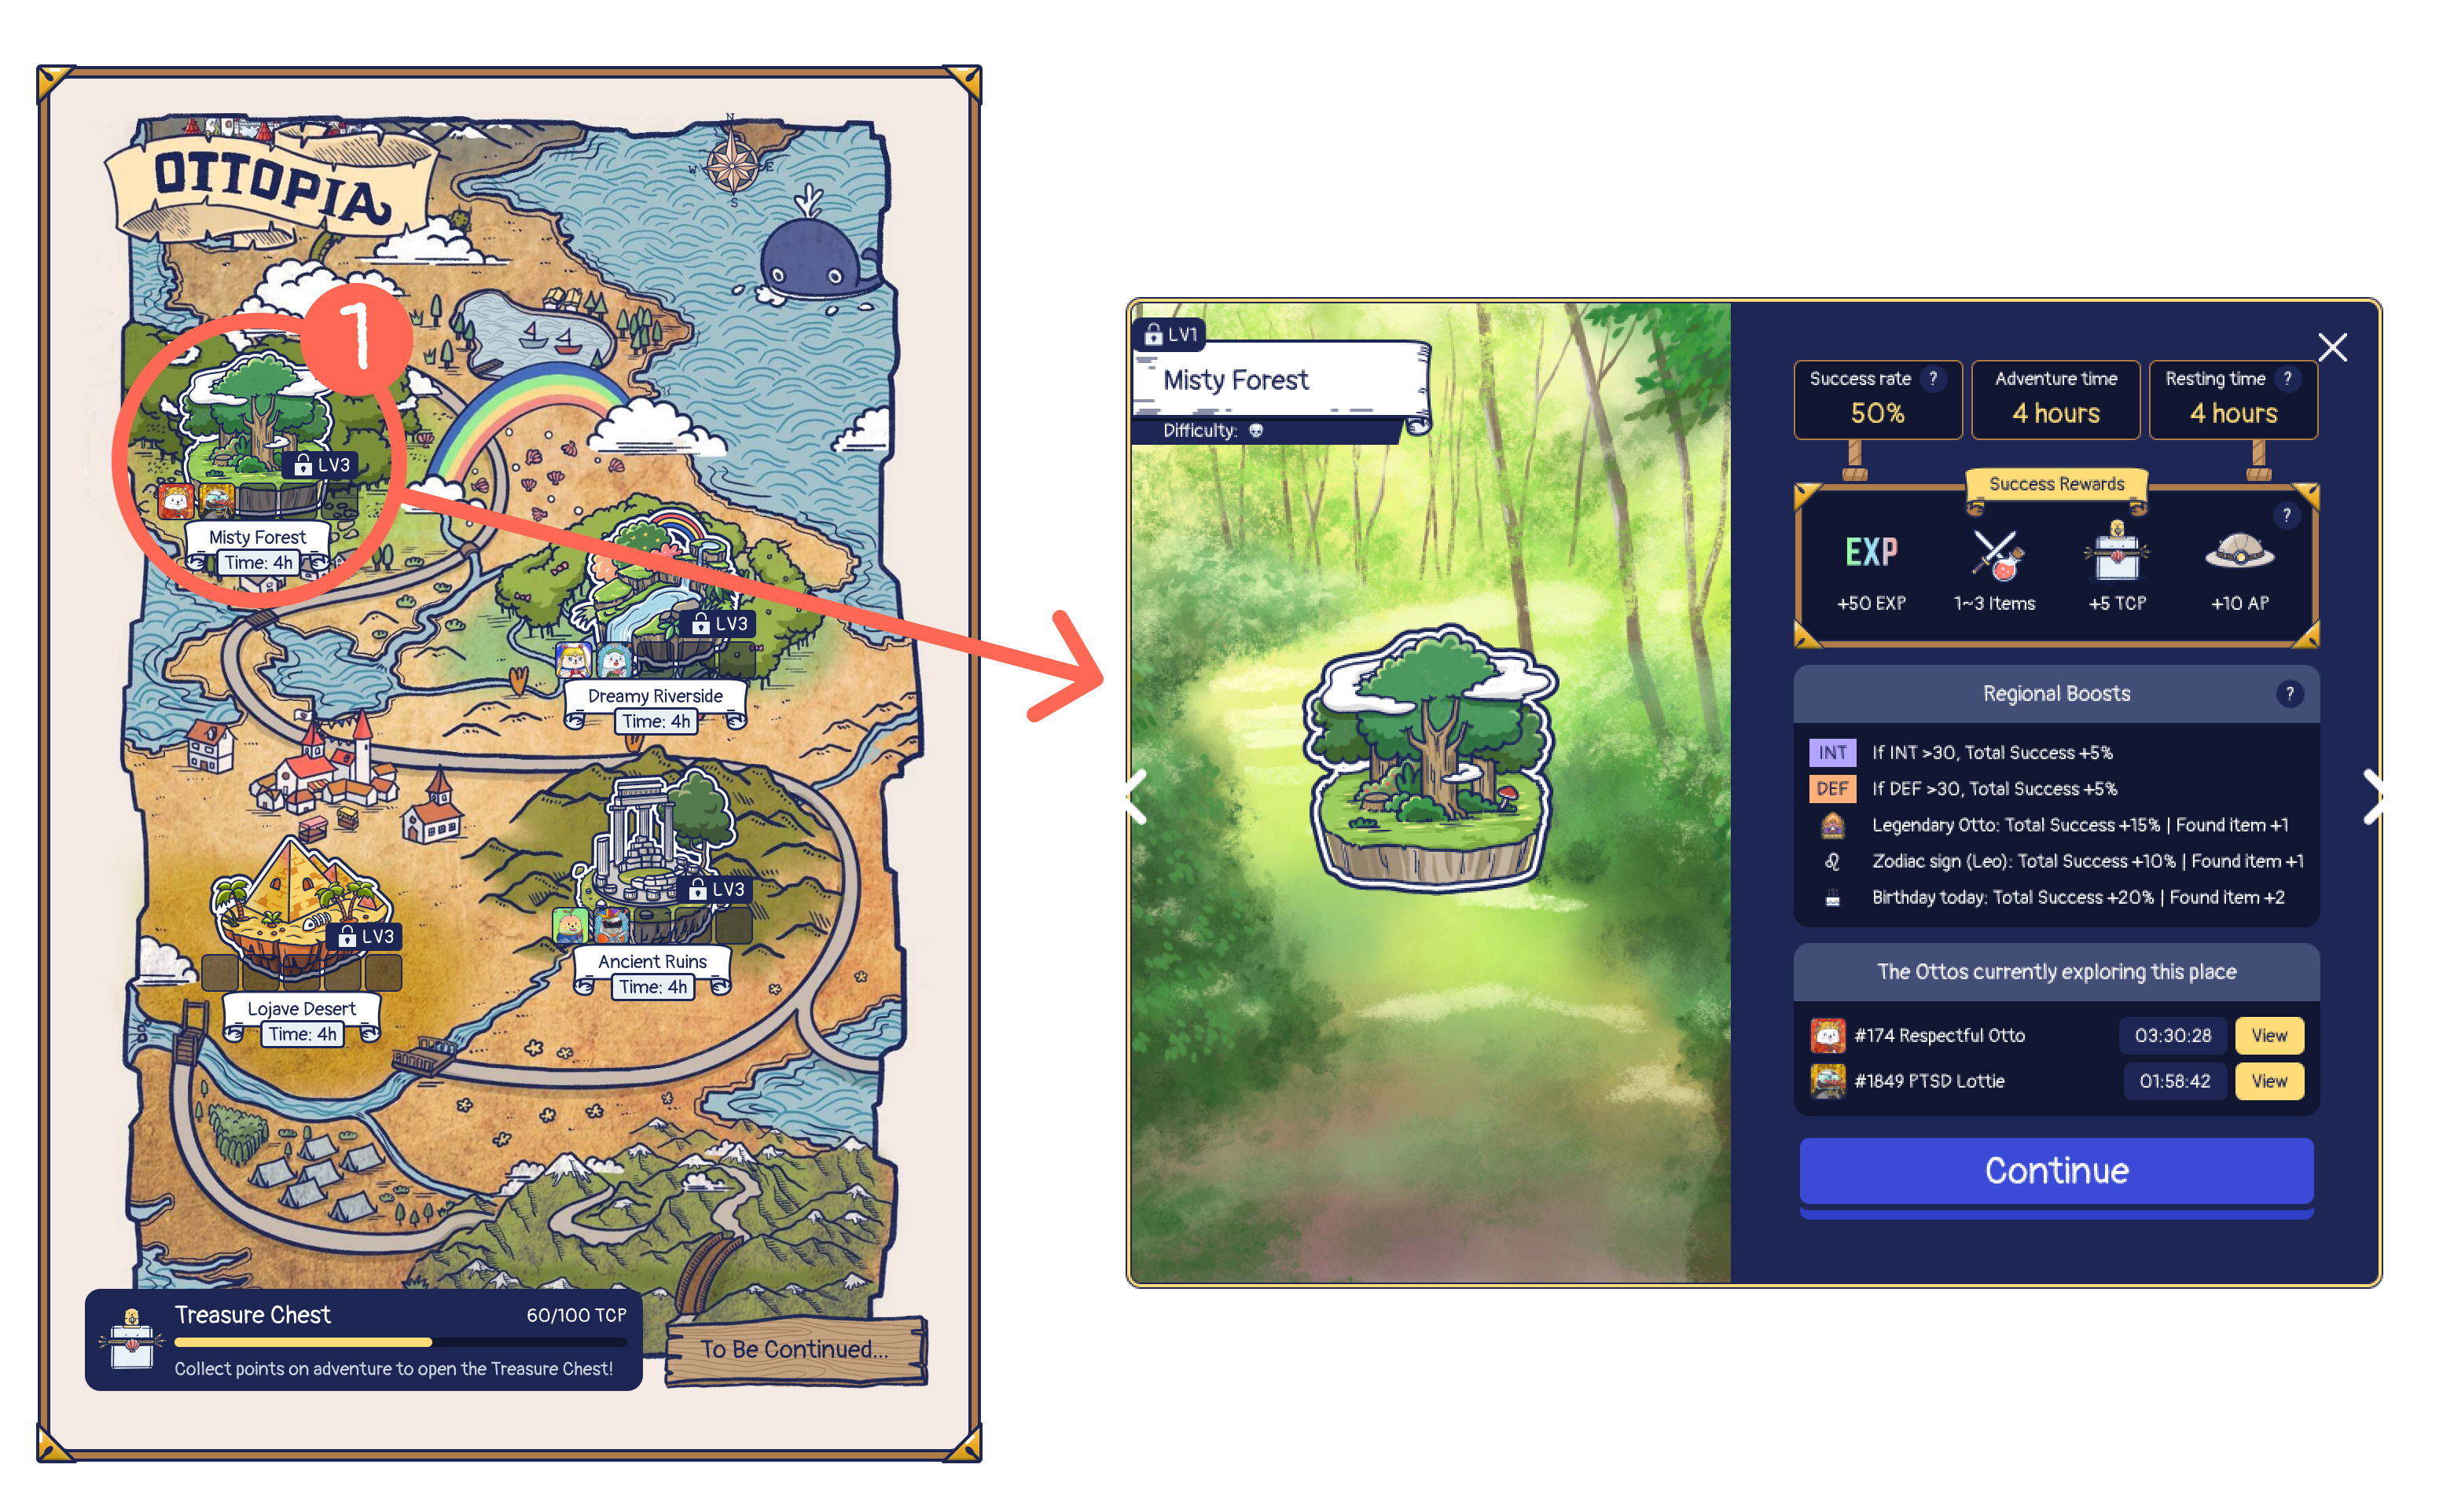 OTTOPIA
N
W
E
S
1
LV3
Misty Forest
Time: 4h
LV3
Dreamy Riverside
Time: 4h
LV3
Ancient Ruins
Time: 4h
LV3
Lojave Desert
Time: 4h
Treasure Chest
60/100 TCP
Collect points on adventure to open the Treasure Chest!
To Be Continued...
LV1
Misty Forest
Difficulty:
Success rate ?
50%
Adventure time
4 hours
Resting time ?
4 hours
Success Rewards
?
EXP
+50 EXP
1~3 Items
+5 TCP
+10 AP
Regional Boosts ?
INT If INT >30, Total Success +5%
DEF If DEF >30, Total Success +5%
Legendary Otto: Total Success +15% | Found item +1
♌ Zodiac sign (Leo): Total Success +10% | Found item +1
Birthday today: Total Success +20% | Found item +2
The Ottos currently exploring this place
#174 Respectful Otto 03:30:28 View
#1849 PTSD Lottie 01:58:42 View
Continue